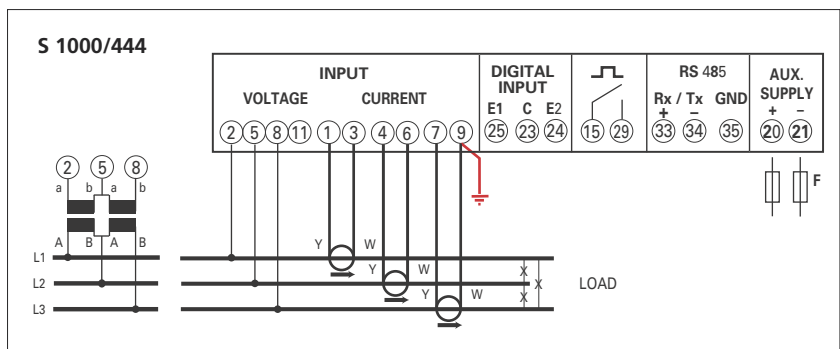 S 1000/444
INPUT
VOLTAGE CURRENT
2 5 8 11 1 3 4 6 7 9
DIGITAL
INPUT
E1 C E2
25 23 24
15 29
RS 485
Rx / Tx GND
+ –
33 34 35
AUX.
SUPPLY
+ –
20 21
F
2 5 8
a b a b
A B A B
L1
L2
L3
Y W
Y W
Y W
X
X
X
LOAD